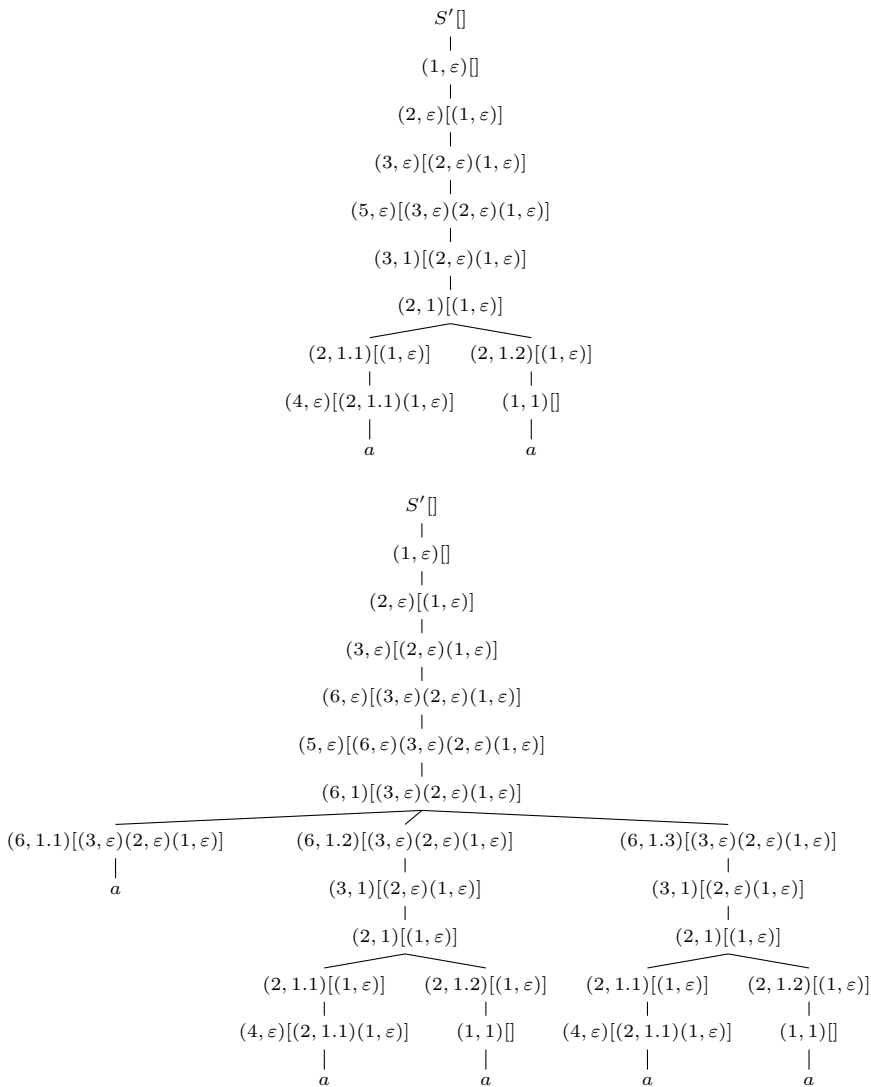 S′[]
(1, ε)[]
(2, ε)[(1, ε)]
(3, ε)[(2, ε)(1, ε)]
(5, ε)[(3, ε)(2, ε)(1, ε)]
(3, 1)[(2, ε)(1, ε)]
(2, 1)[(1, ε)]
(2, 1.1)[(1, ε)] (2, 1.2)[(1, ε)]
(4, ε)[(2, 1.1)(1, ε)] (1, 1)[]
a a
S′[]
(1, ε)[]
(2, ε)[(1, ε)]
(3, ε)[(2, ε)(1, ε)]
(6, ε)[(3, ε)(2, ε)(1, ε)]
(5, ε)[(6, ε)(3, ε)(2, ε)(1, ε)]
(6, 1)[(3, ε)(2, ε)(1, ε)]
(6, 1.1)[(3, ε)(2, ε)(1, ε)] (6, 1.2)[(3, ε)(2, ε)(1, ε)] (6, 1.3)[(3, ε)(2, ε)(1, ε)]
a (3, 1)[(2, ε)(1, ε)] (3, 1)[(2, ε)(1, ε)]
(2, 1)[(1, ε)] (2, 1)[(1, ε)]
(2, 1.1)[(1, ε)] (2, 1.2)[(1, ε)] (2, 1.1)[(1, ε)] (2, 1.2)[(1, ε)]
(4, ε)[(2, 1.1)(1, ε)] (1, 1)[] (4, ε)[(2, 1.1)(1, ε)] (1, 1)[]
a a a a